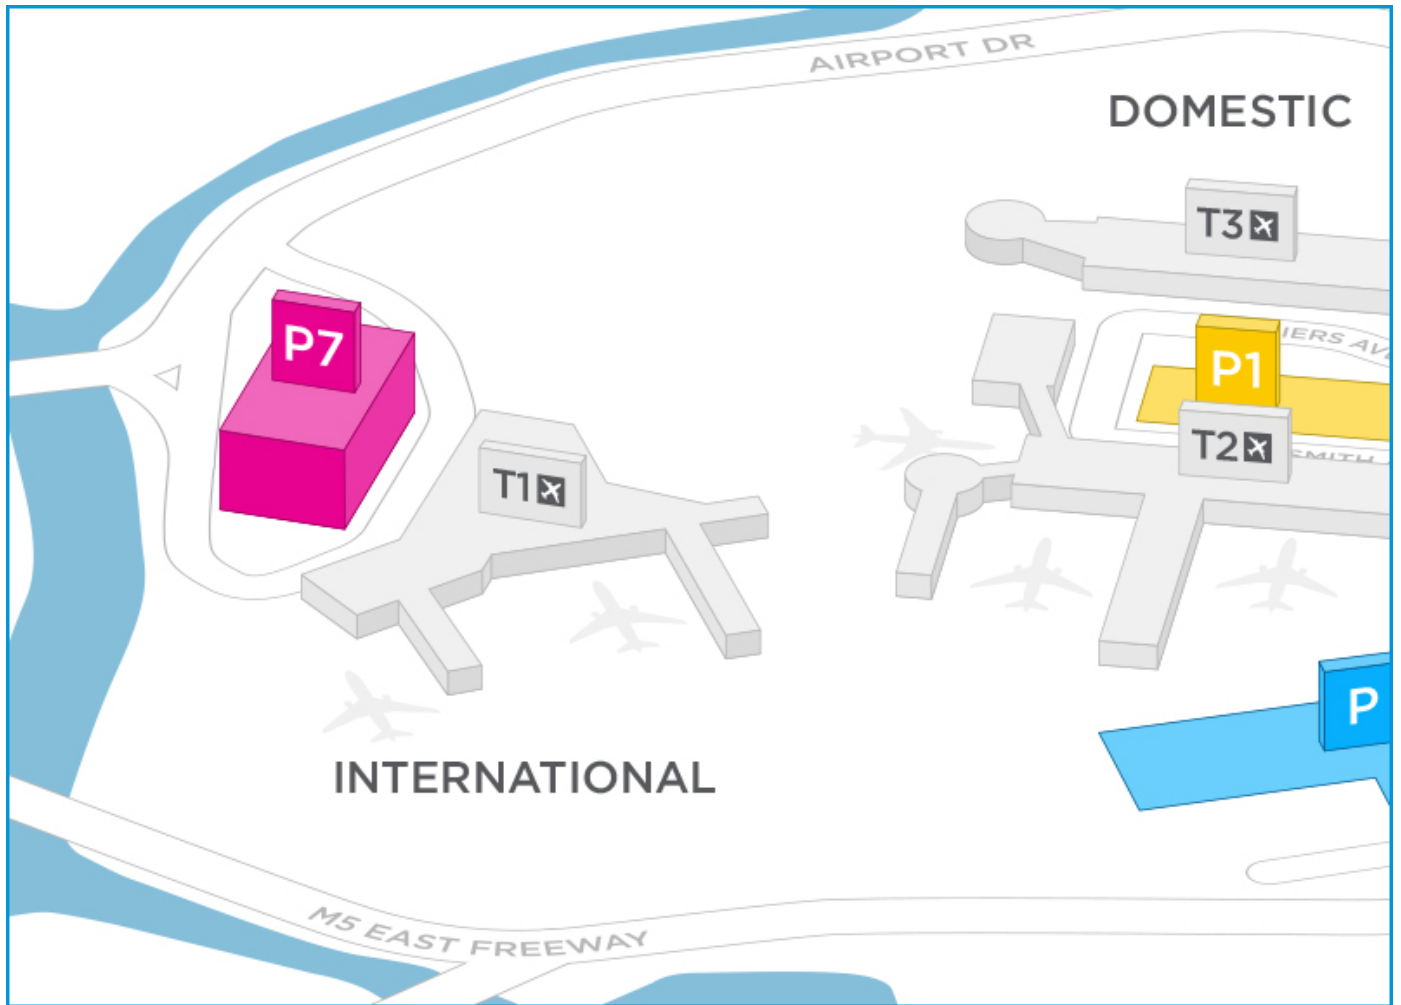 AIRPORT DR
DOMESTIC
T3
P7
P1
T2
T1
P
INTERNATIONAL
M5 EAST FREEWAY